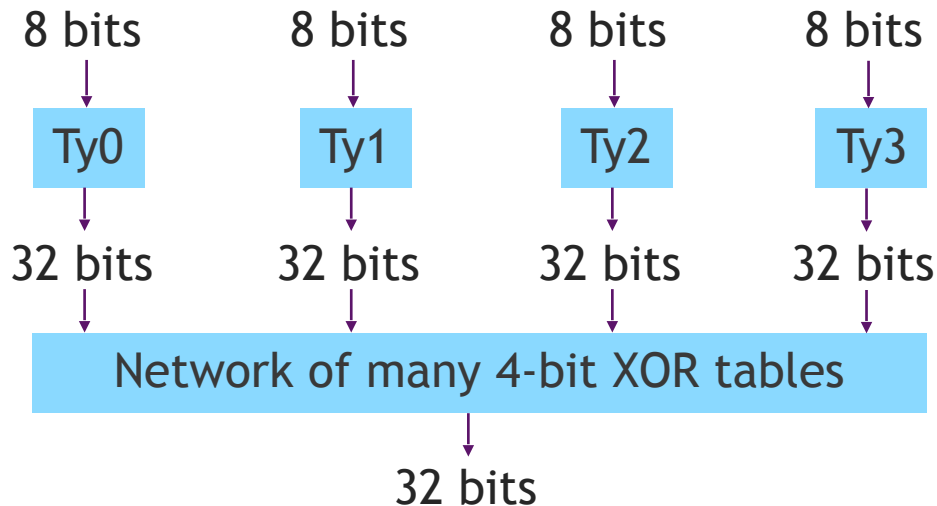 8 bits 8 bits 8 bits 8 bits
Ty0 Ty1 Ty2 Ty3
32 bits 32 bits 32 bits 32 bits
Network of many 4-bit XOR tables
32 bits